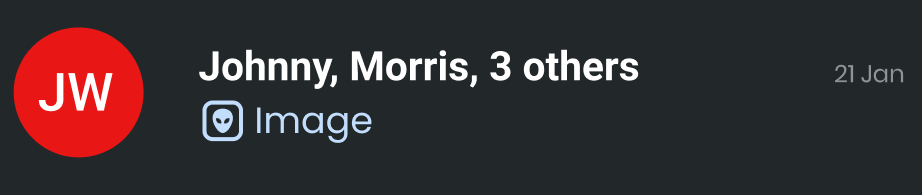 JW
Johnny, Morris, 3 others
21 Jan
Image